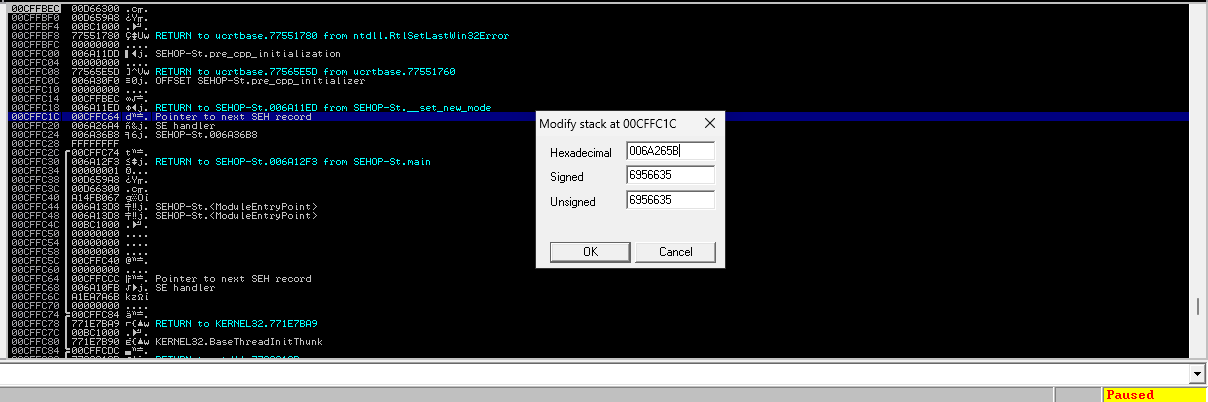 00CFFBEC 00D66300
00CFFBF0 00D659A8
00CFFBF4 00BC1000
00CFFBF8 77551780 RETURN to ucrtbase.77551780 from ntdll.RtlSetLastWin32Error
00CFFBFC 00000000 ....
00CFFC00 006A11DD SEHOP-St.pre_cpp_initialization
00CFFC04 00000000 ....
00CFFC08 77565E5D RETURN to ucrtbase.77565E5D from ucrtbase.77551760
00CFFC0C 006A30F0 OFFSET SEHOP-St.pre_cpp_initializer
00CFFC10 00000000 ....
00CFFC14 00CFFBEC
00CFFC18 006A11ED RETURN to SEHOP-St.006A11ED from SEHOP-St.__set_new_mode
00CFFC1C 00CFFC64 Pointer to next SEH record
00CFFC20 006A26A4 SE handler
00CFFC24 006A36B8 SEHOP-St.006A36B8
00CFFC28 FFFFFFFF
00CFFC2C 00CFFC74
00CFFC30 006A12F3 RETURN to SEHOP-St.006A12F3 from SEHOP-St.main
00CFFC34 00000001
00CFFC38 00D659A8
00CFFC3C 00D66300
00CFFC40 A14FB067
00CFFC44 006A13D8 SEHOP-St.<ModuleEntryPoint>
00CFFC48 006A13D8 SEHOP-St.<ModuleEntryPoint>
00CFFC4C 00BC1000
00CFFC50 00000000 ....
00CFFC54 00000000 ....
00CFFC58 00000000 ....
00CFFC5C 00CFFC40
00CFFC60 00000000 ....
00CFFC64 00CFFCCC Pointer to next SEH record
00CFFC68 006A10FB SE handler
00CFFC6C A1EA7A6B
00CFFC70 00000000 ....
00CFFC74 00CFFC84
00CFFC78 771E7BA9 RETURN to KERNEL32.771E7BA9
00CFFC7C 00BC1000
00CFFC80 771E7B90 KERNEL32.BaseThreadInitThunk
00CFFC84 00CFFCDC
Modify stack at 00CFFC1C
Hexadecimal 006A265B
Signed 6956635
Unsigned 6956635
OK Cancel
Paused